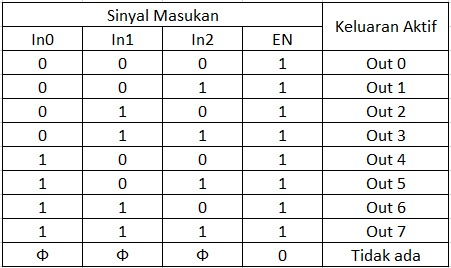 Sinyal Masukan Keluaran Aktif
In0 In1 In2 EN
0 0 0 1 Out 0
0 0 1 1 Out 1
0 1 0 1 Out 2
0 1 1 1 Out 3
1 0 0 1 Out 4
1 0 1 1 Out 5
1 1 0 1 Out 6
1 1 1 1 Out 7
Φ Φ Φ 0 Tidak ada